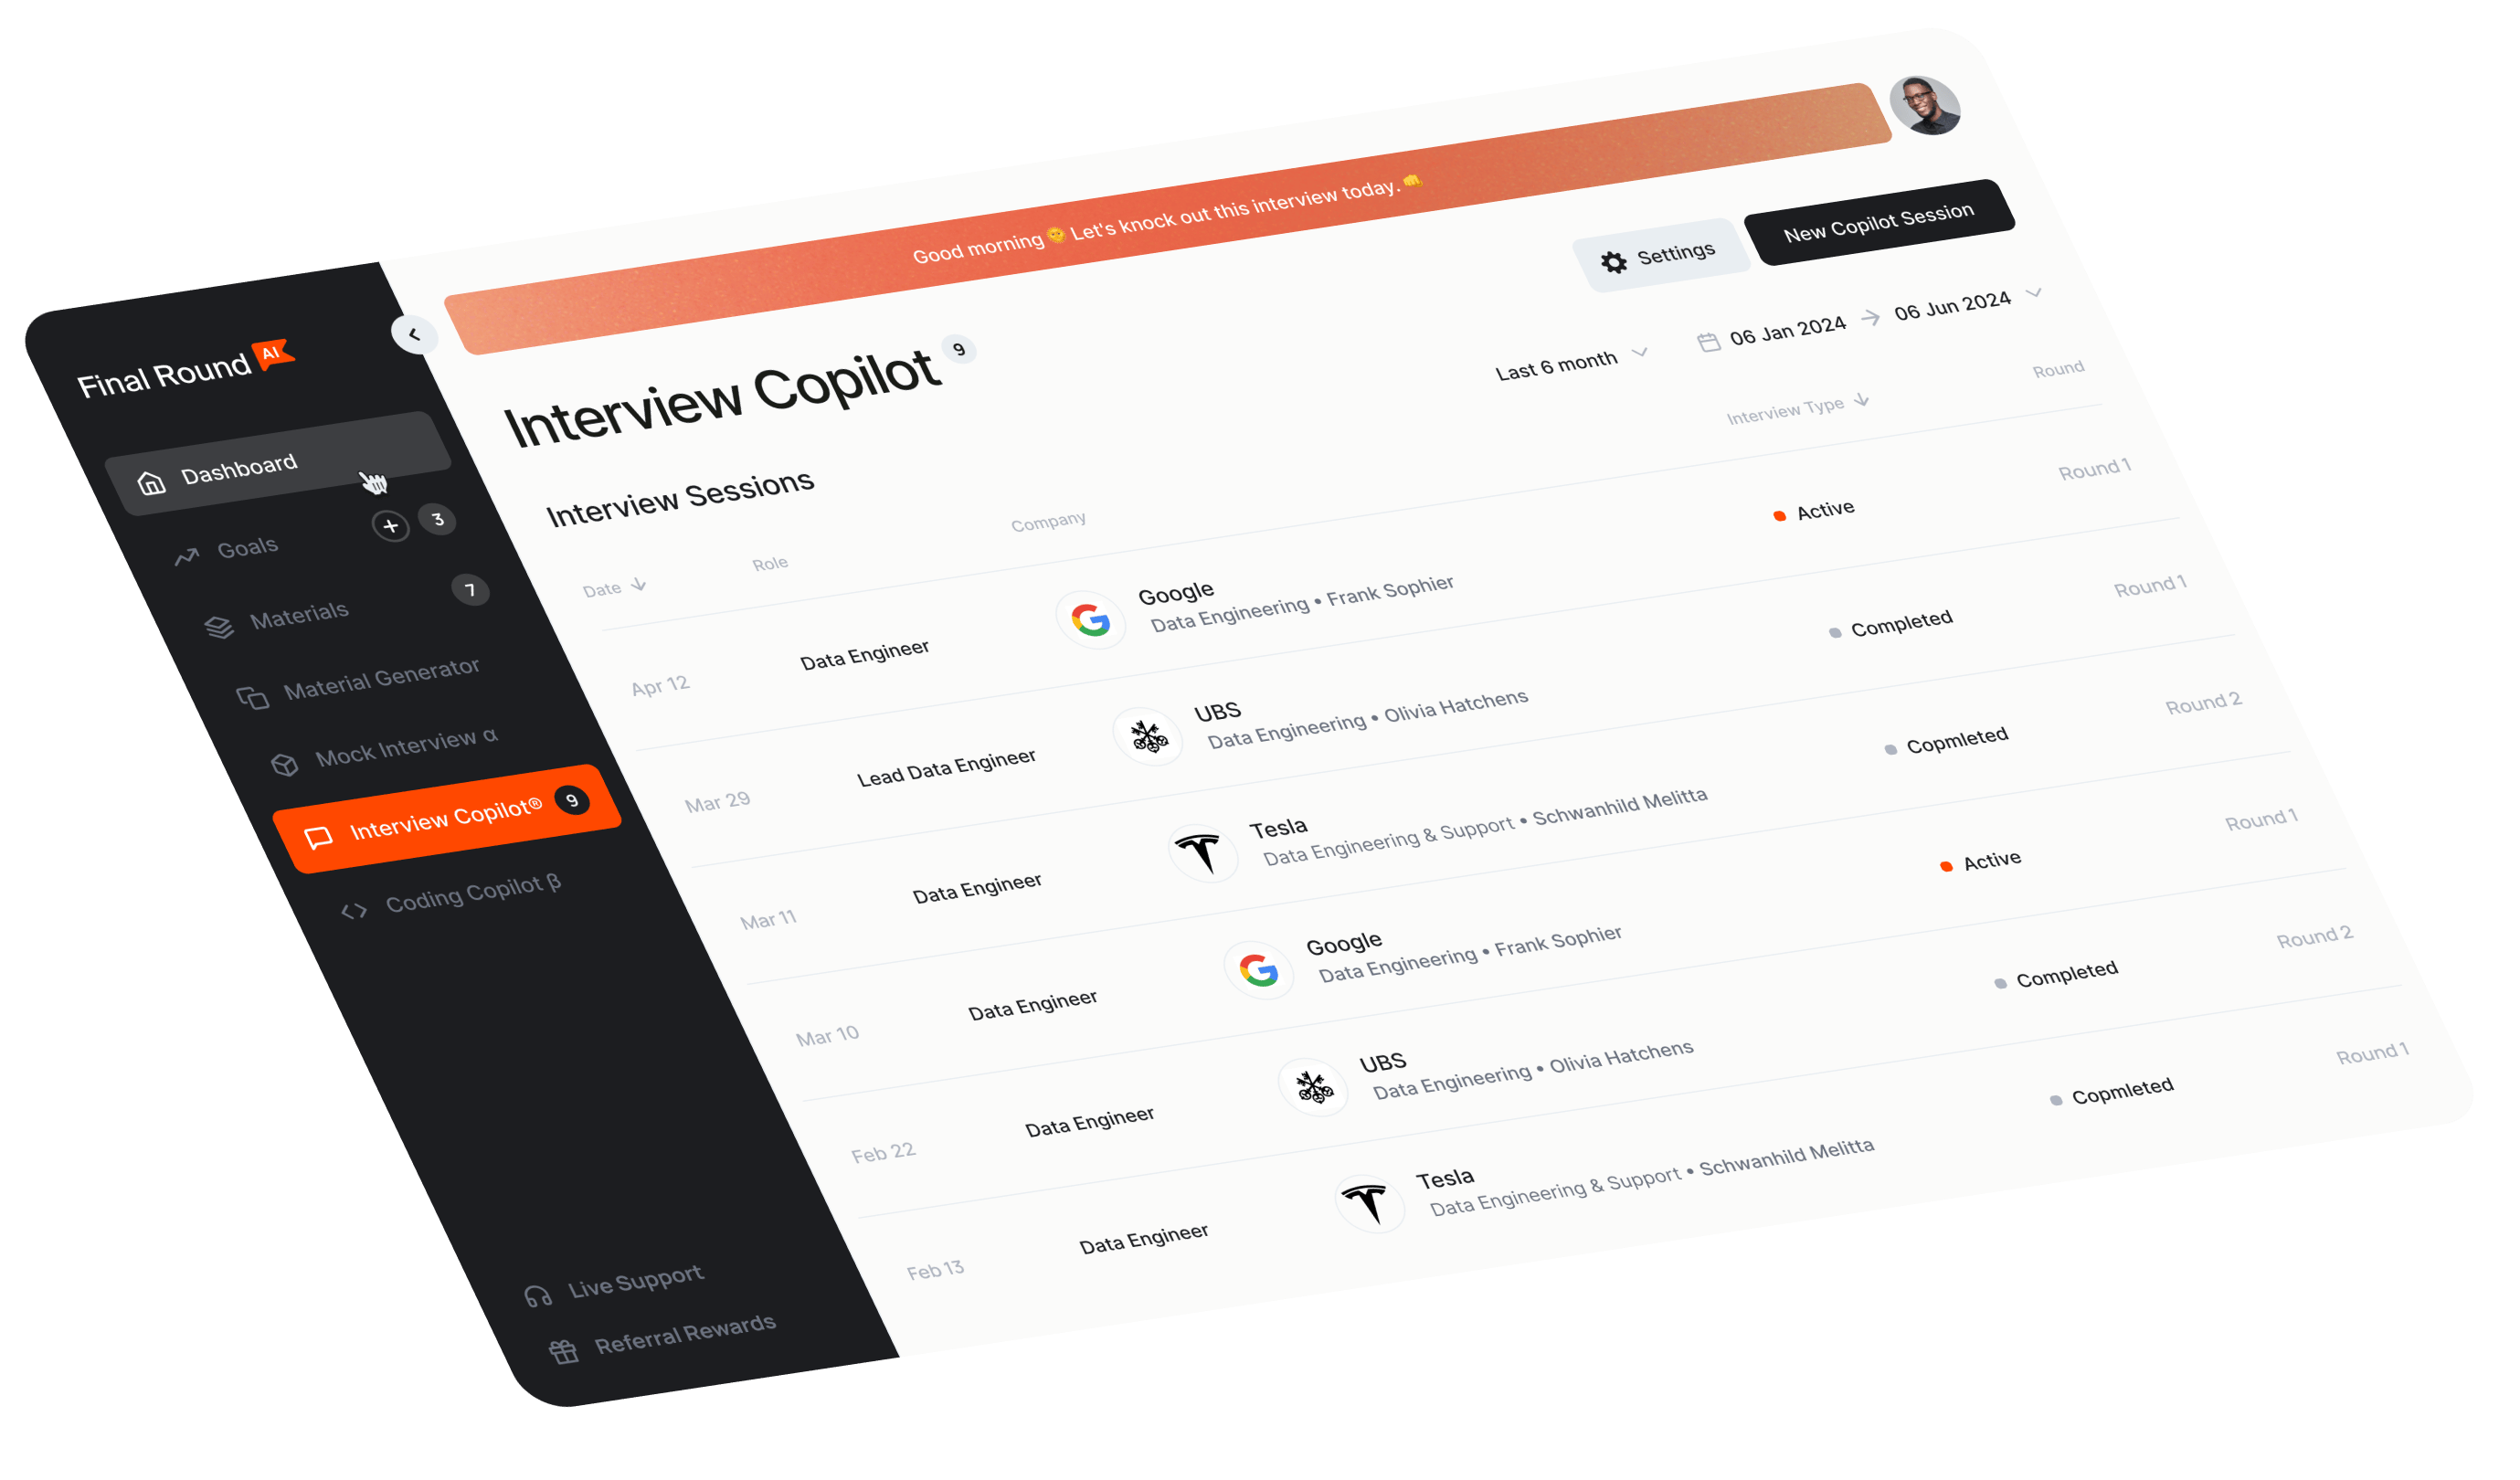 Final Round AI
Dashboard
Goals + 3
Materials 7
Material Generator
Mock Interview α
Interview Copilot® 9
Coding Copilot β
Live Support
Referral Rewards
Good morning 🌞 Let's knock out this interview today. 👊
Interview Copilot 9
Settings
New Copilot Session
Interview Sessions
Last 6 month
06 Jan 2024 → 06 Jun 2024
Date ↓ Role Company Interview Type ↓ Round
Apr 12 Data Engineer Google Active Round 1
Data Engineering • Frank Sophier
Mar 29 Lead Data Engineer UBS Completed Round 1
Data Engineering • Olivia Hatchens
Mar 11 Data Engineer Tesla Copmleted Round 2
Data Engineering & Support • Schwanhild Melitta
Mar 10 Data Engineer Google Active Round 1
Data Engineering • Frank Sophier
Feb 22 Data Engineer UBS Completed Round 2
Data Engineering • Olivia Hatchens
Feb 13 Data Engineer Tesla Copmleted Round 1
Data Engineering & Support • Schwanhild Melitta